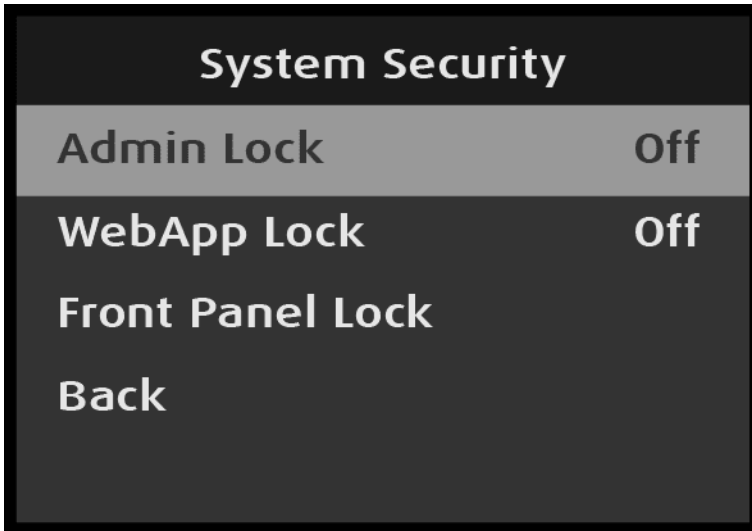 System Security
Admin Lock Off
WebApp Lock Off
Front Panel Lock
Back